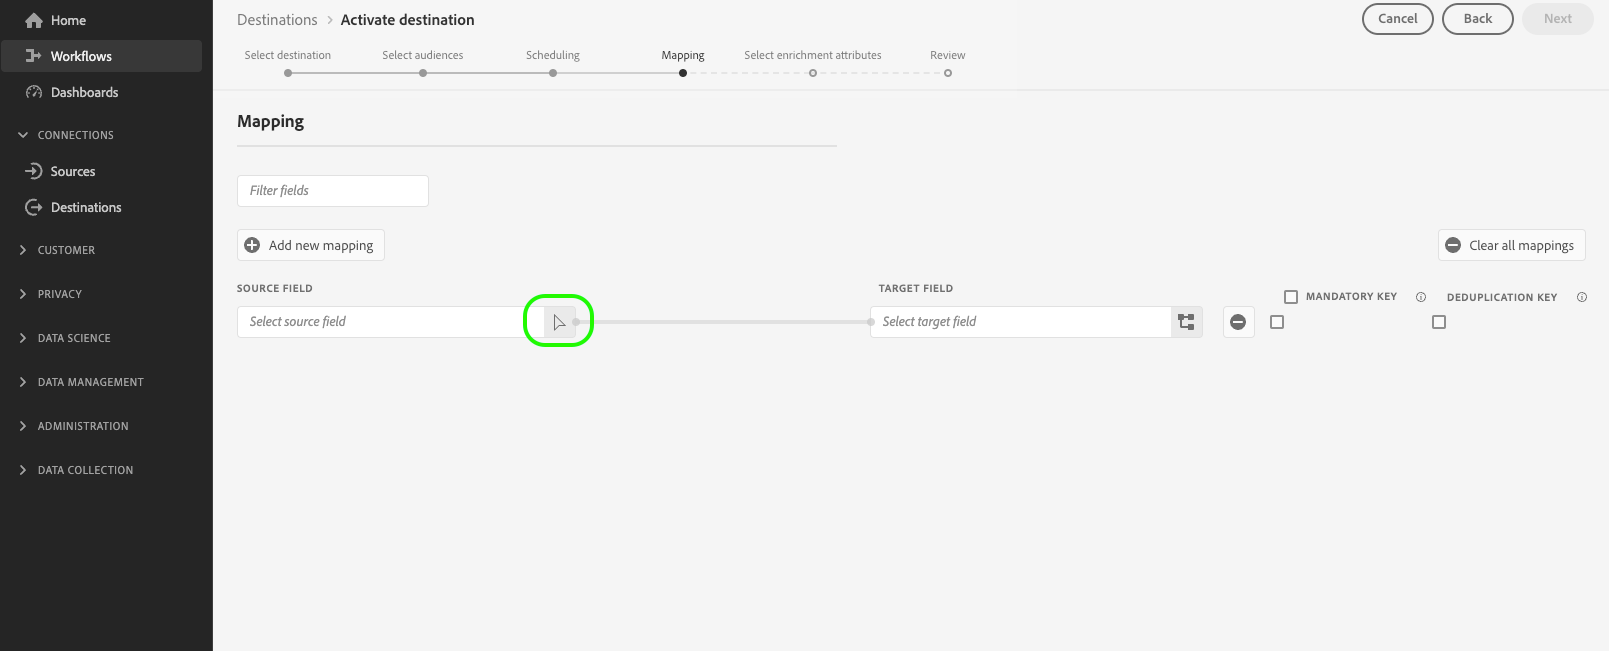 Home
Workflows
Dashboards
CONNECTIONS
Sources
Destinations
CUSTOMER
PRIVACY
DATA SCIENCE
DATA MANAGEMENT
ADMINISTRATION
DATA COLLECTION
Destinations > Activate destination
Cancel Back Next
Select destination Select audiences Scheduling Mapping Select enrichment attributes Review
Mapping
Filter fields
Add new mapping Clear all mappings
SOURCE FIELD TARGET FIELD MANDATORY KEY DEDUPLICATION KEY
Select source field Select target field